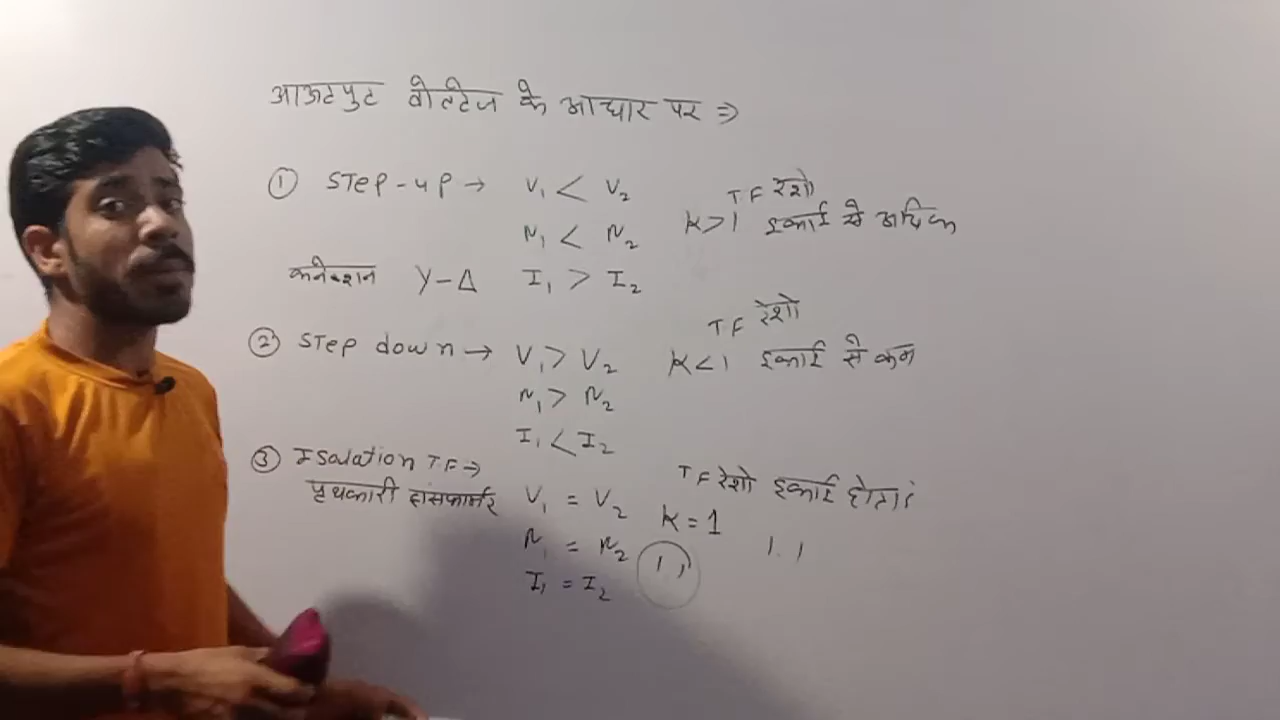 आऊटपुट वोल्टेज के आधार पर ⇒
① STep-up → V₁ < V₂
TF रेशो
N₁ < N₂ K>1 इकाई से अधिक
कनेक्शन Y-Δ I₁ > I₂
TF रेशो
② STep down → V₁ > V₂ K<1 इकाई से कम
N₁ > N₂
I₁ < I₂
③ Isolation TF ⇒
पृथकारी ट्रांसफार्मर V₁ = V₂ TF रेशो इकाई होता
K = 1
N₁ = N₂ 1, 1 1.1
I₁ = I₂